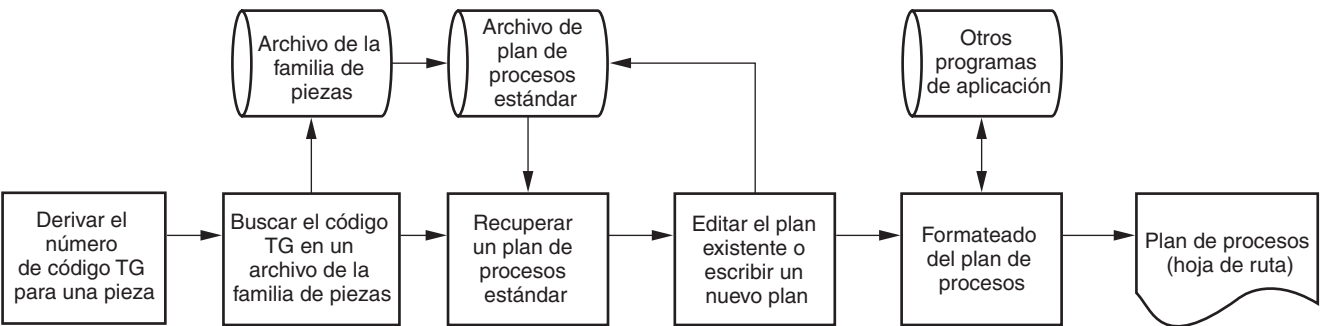 Archivo de la
familia de
piezas
Archivo de
plan de
procesos
estándar
Otros
programas
de aplicación
Derivar el
número
de código TG
para una pieza
Buscar el código
TG en un
archivo de la
familia de piezas
Recuperar
un plan de
procesos
estándar
Editar el plan
existente o
escribir un
nuevo plan
Formateado
del plan de
procesos
Plan de procesos
(hoja de ruta)